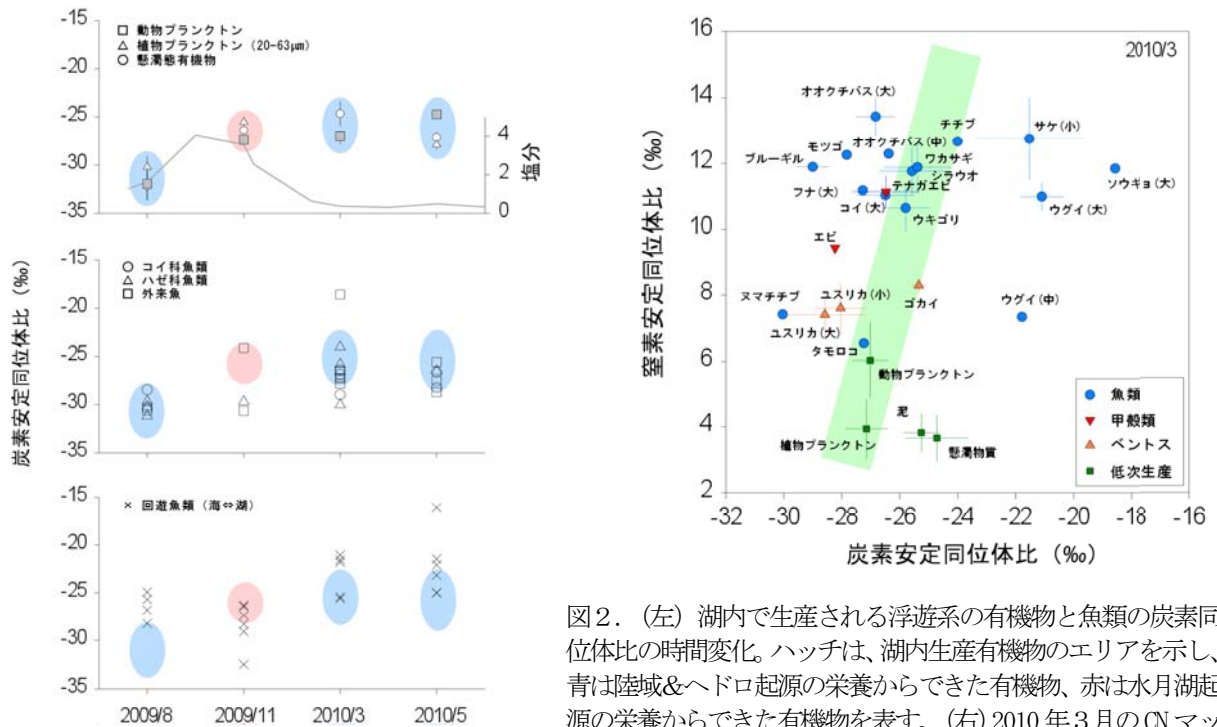 -15
-20
-25
-30
-35
□ 動物プランクトン
△ 植物プランクトン (20-63μm)
○ 懸濁態有機物
4
2
0
塩分
-15
-20
-25
-30
-35
○ コイ科魚類
△ ハゼ科魚類
□ 外来魚
炭素安定同位体比 (‰)
-15
-20
-25
-30
-35
× 回遊魚類 (海⇔湖)
2009/8
2009/11
2010/3
2010/5
16
14
12
10
8
6
4
2
窒素安定同位体比 (‰)
2010/3
オオクチバス(大)
チチブ
サケ(小)
モツゴ
オオクチバス(中)
ブルーギル
ワカサギ
シラウオ
ソウギョ(大)
フナ(大)
テナガエビ
コイ(大)
ウキゴリ
ウグイ(大)
エビ
ヌマチチブ
ユスリカ(小)
ゴカイ
ウグイ(中)
ユスリカ(大)
タモロコ
動物プランクトン
泥
植物プランクトン
懸濁物質
魚類
甲殻類
ベントス
低次生産
-32
-30
-28
-26
-24
-22
-20
-18
-16
炭素安定同位体比 (‰)
図2．(左) 湖内で生産される浮遊系の有機物と魚類の炭素同
位体比の時間変化。ハッチは、湖内生産有機物のエリアを示し、
青は陸域&ヘドロ起源の栄養からできた有機物、赤は水月湖起
源の栄養からできた有機物を表す。(右) 2010 年3月の CN マッ